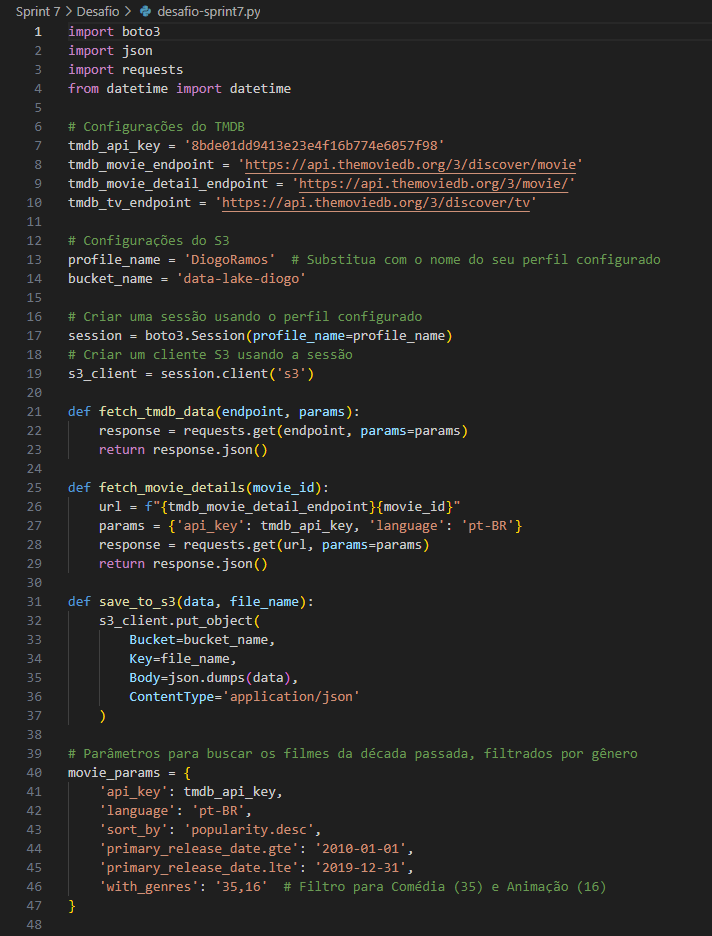 Sprint 7 > Desafio > desafio-sprint7.py
1 import boto3
2 import json
3 import requests
4 from datetime import datetime
5
6 # Configurações do TMDB
7 tmdb_api_key = '8bde01dd9413e23e4f16b774e6057f98'
8 tmdb_movie_endpoint = 'https://api.themoviedb.org/3/discover/movie'
9 tmdb_movie_detail_endpoint = 'https://api.themoviedb.org/3/movie/'
10 tmdb_tv_endpoint = 'https://api.themoviedb.org/3/discover/tv'
11
12 # Configurações do S3
13 profile_name = 'DiogoRamos'  # Substitua com o nome do seu perfil configurado
14 bucket_name = 'data-lake-diogo'
15
16 # Criar uma sessão usando o perfil configurado
17 session = boto3.Session(profile_name=profile_name)
18 # Criar um cliente S3 usando a sessão
19 s3_client = session.client('s3')
20
21 def fetch_tmdb_data(endpoint, params):
22     response = requests.get(endpoint, params=params)
23     return response.json()
24
25 def fetch_movie_details(movie_id):
26     url = f"{tmdb_movie_detail_endpoint}{movie_id}"
27     params = {'api_key': tmdb_api_key, 'language': 'pt-BR'}
28     response = requests.get(url, params=params)
29     return response.json()
30
31 def save_to_s3(data, file_name):
32     s3_client.put_object(
33         Bucket=bucket_name,
34         Key=file_name,
35         Body=json.dumps(data),
36         ContentType='application/json'
37     )
38
39 # Parâmetros para buscar os filmes da década passada, filtrados por gênero
40 movie_params = {
41     'api_key': tmdb_api_key,
42     'language': 'pt-BR',
43     'sort_by': 'popularity.desc',
44     'primary_release_date.gte': '2010-01-01',
45     'primary_release_date.lte': '2019-12-31',
46     'with_genres': '35,16'  # Filtro para Comédia (35) e Animação (16)
47 }
48